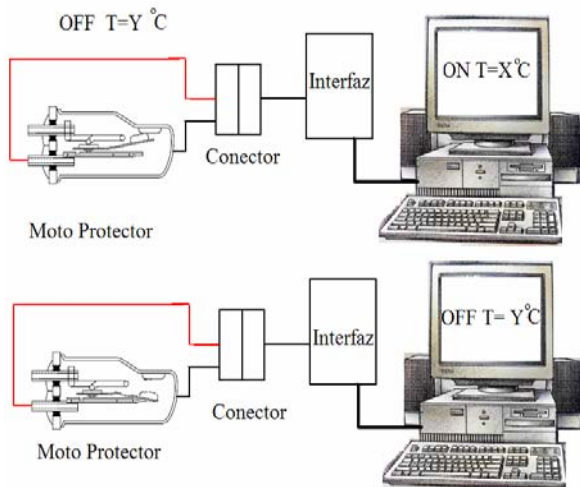 OFF T=Y °C
Interfaz
ON T=X°C
Conector
Moto Protector
Interfaz
OFF T= Y°C
Conector
Moto Protector